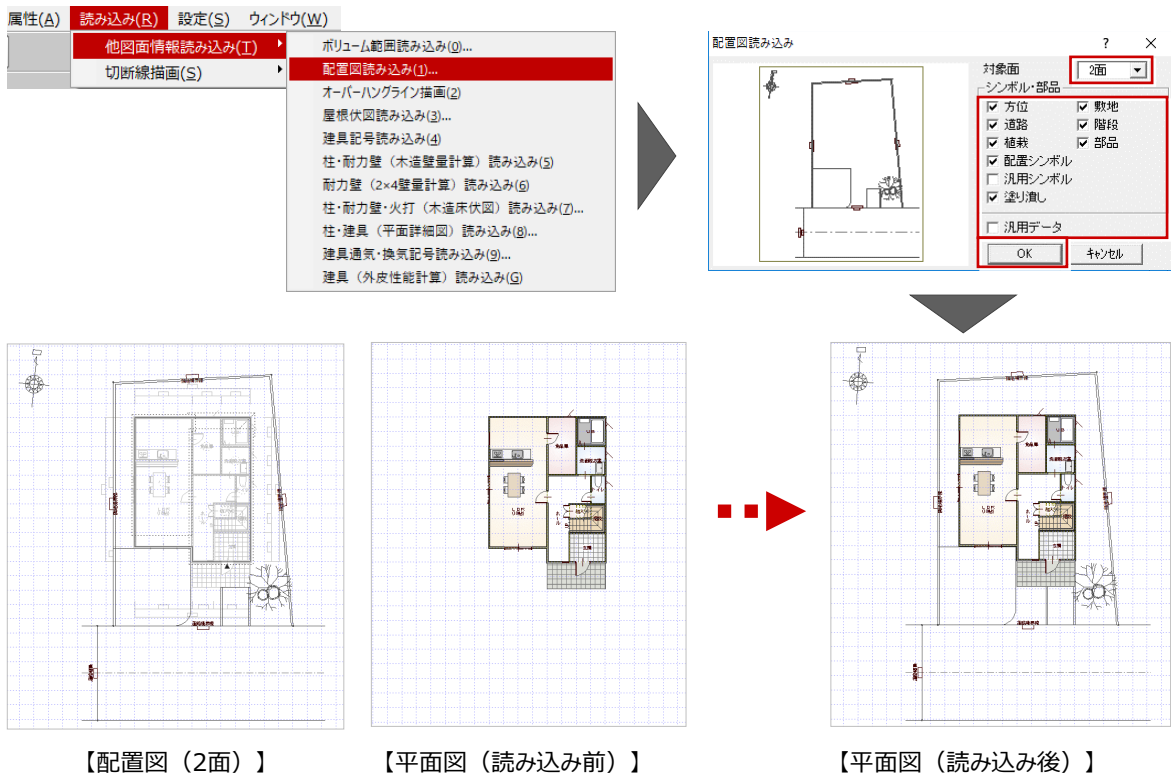 属性(A) 読み込み(R) 設定(S) ウィンドウ(W)
他図面情報読み込み(T)
切断線描画(S)
ボリューム範囲読み込み(0)...
配置図読み込み(1)...
オーバーハングライン描画(2)
屋根伏図読み込み(3)...
建具記号読み込み(4)
柱・耐力壁（木造壁量計算）読み込み(5)
耐力壁（2×4壁量計算）読み込み(6)
柱・耐力壁・火打（木造床伏図）読み込み(7)...
柱・建具（平面詳細図）読み込み(8)...
建具通気・換気記号読み込み(9)...
建具（外皮性能計算）読み込み(G)
配置図読み込み ? ×
対象面 2面
シンボル・部品
方位 敷地
道路 階段
植栽 部品
配置シンボル
汎用シンボル
塗り潰し
汎用データ
OK キャンセル
【配置図（2面）】 【平面図（読み込み前）】 【平面図（読み込み後）】